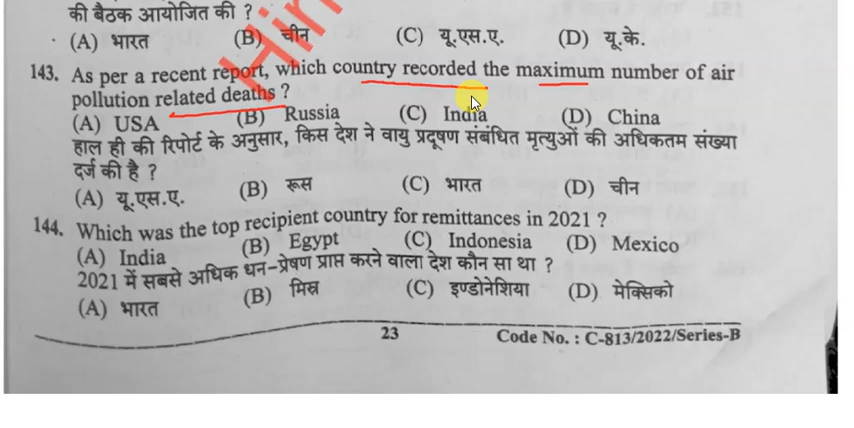 की बैठक आयोजित की ?
(A) भारत (B) चीन (C) यू.एस.ए. (D) यू.के.
143. As per a recent report, which country recorded the maximum number of air
pollution related deaths ?
(A) USA (B) Russia (C) India (D) China
हाल ही की रिपोर्ट के अनुसार, किस देश ने वायु प्रदूषण संबंधित मृत्युओं की अधिकतम संख्या
दर्ज की है ?
(A) यू.एस.ए. (B) रूस (C) भारत (D) चीन
144. Which was the top recipient country for remittances in 2021 ?
(A) India (B) Egypt (C) Indonesia (D) Mexico
2021 में सबसे अधिक धन-प्रेषण प्राप्त करने वाला देश कौन सा था ?
(A) भारत (B) मिस्र (C) इण्डोनेशिया (D) मेक्सिको
23 Code No. : C-813/2022/Series-B